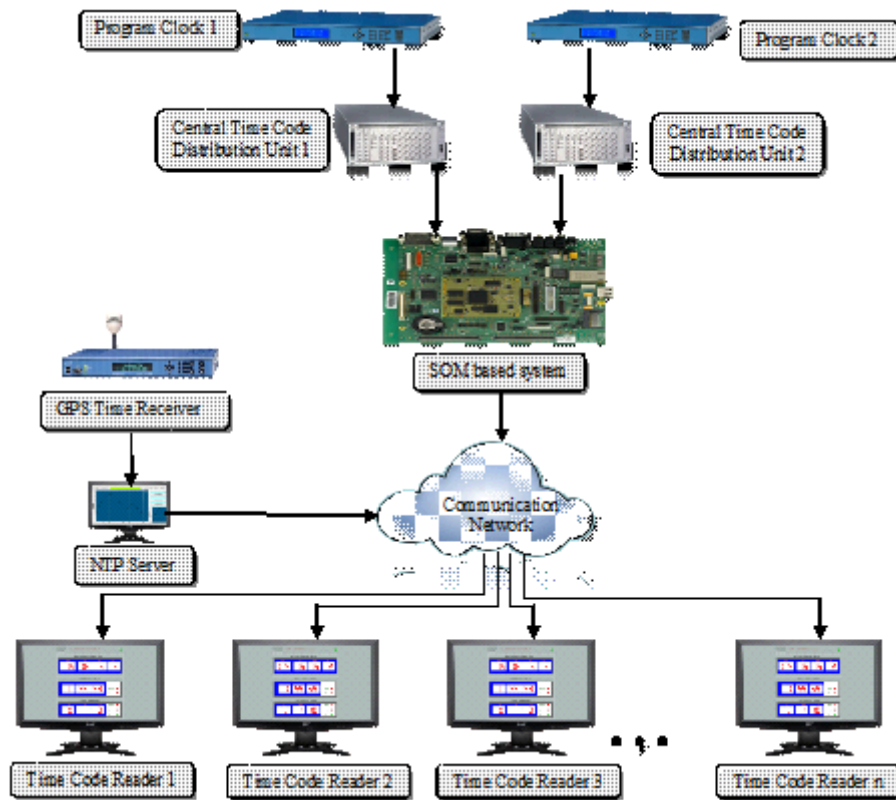 Program Clock 1
Program Clock 2
Central Time Code
Distribution Unit 1
Central Time Code
Distribution Unit 2
SOM based system
GPS Time Receiver
Communication
Network
NTP Server
Time Code Reader 1
Time Code Reader 2
Time Code Reader 3
Time Code Reader n